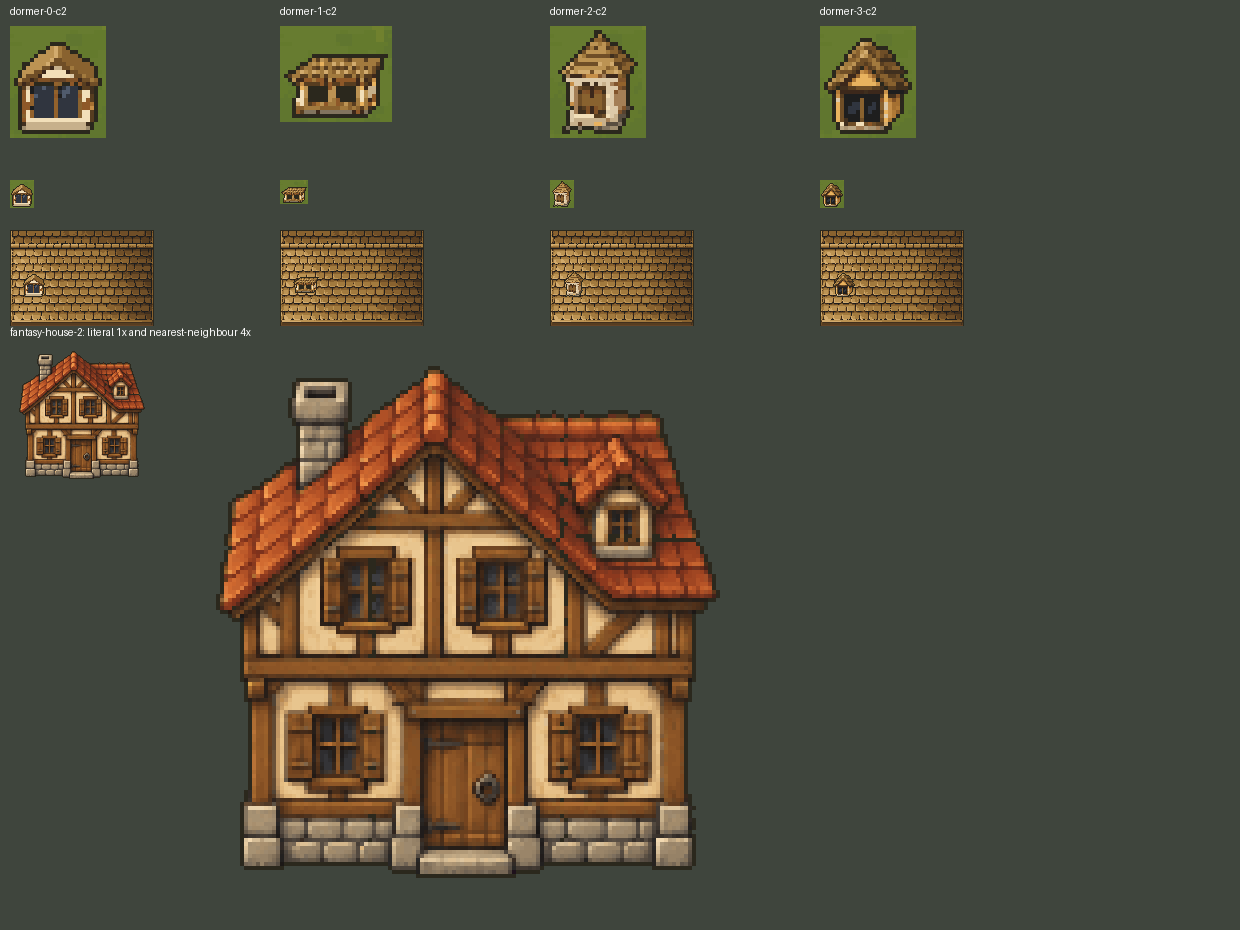 dormer-0-c2
dormer-1-c2
dormer-2-c2
dormer-3-c2
fantasy-house-2: literal 1x and nearest-neighbour 4x